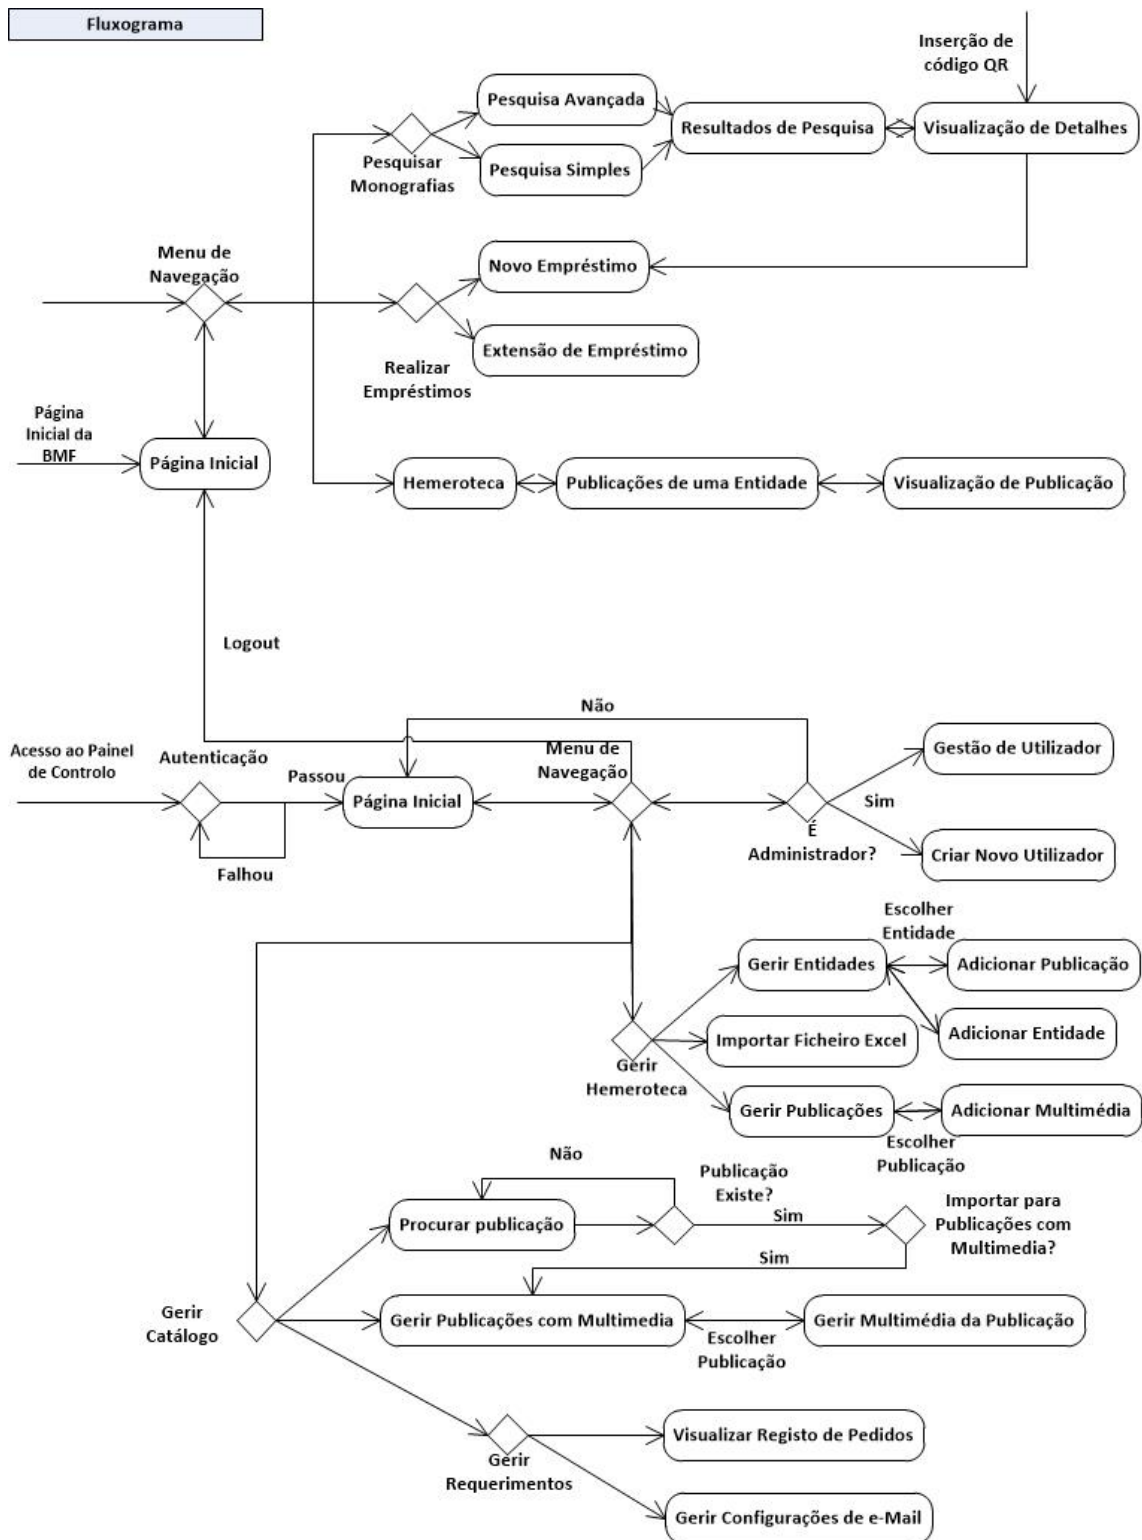 Fluxograma
Inserção de
código QR
Pesquisa Avançada
Resultados de Pesquisa
Visualização de Detalhes
Pesquisar
Monografias
Pesquisa Simples
Menu de
Navegação
Novo Empréstimo
Extensão de Empréstimo
Realizar
Empréstimos
Página
Inicial da
BMF
Página Inicial
Hemeroteca
Publicações de uma Entidade
Visualização de Publicação
Logout
Não
Acesso ao Painel
de Controlo
Autenticação
Passou
Página Inicial
Menu de
Navegação
Gestão de Utilizador
Sim
É
Administrador?
Criar Novo Utilizador
Falhou
Escolher
Entidade
Gerir Entidades
Adicionar Publicação
Importar Ficheiro Excel
Adicionar Entidade
Gerir
Hemeroteca
Gerir Publicações
Adicionar Multimédia
Escolher
Publicação
Não
Publicação
Existe?
Procurar publicação
Sim
Importar para
Publicações com
Multimedia?
Sim
Gerir
Catálogo
Gerir Publicações com Multimedia
Gerir Multimédia da Publicação
Escolher
Publicação
Visualizar Registo de Pedidos
Gerir
Requerimentos
Gerir Configurações de e-Mail